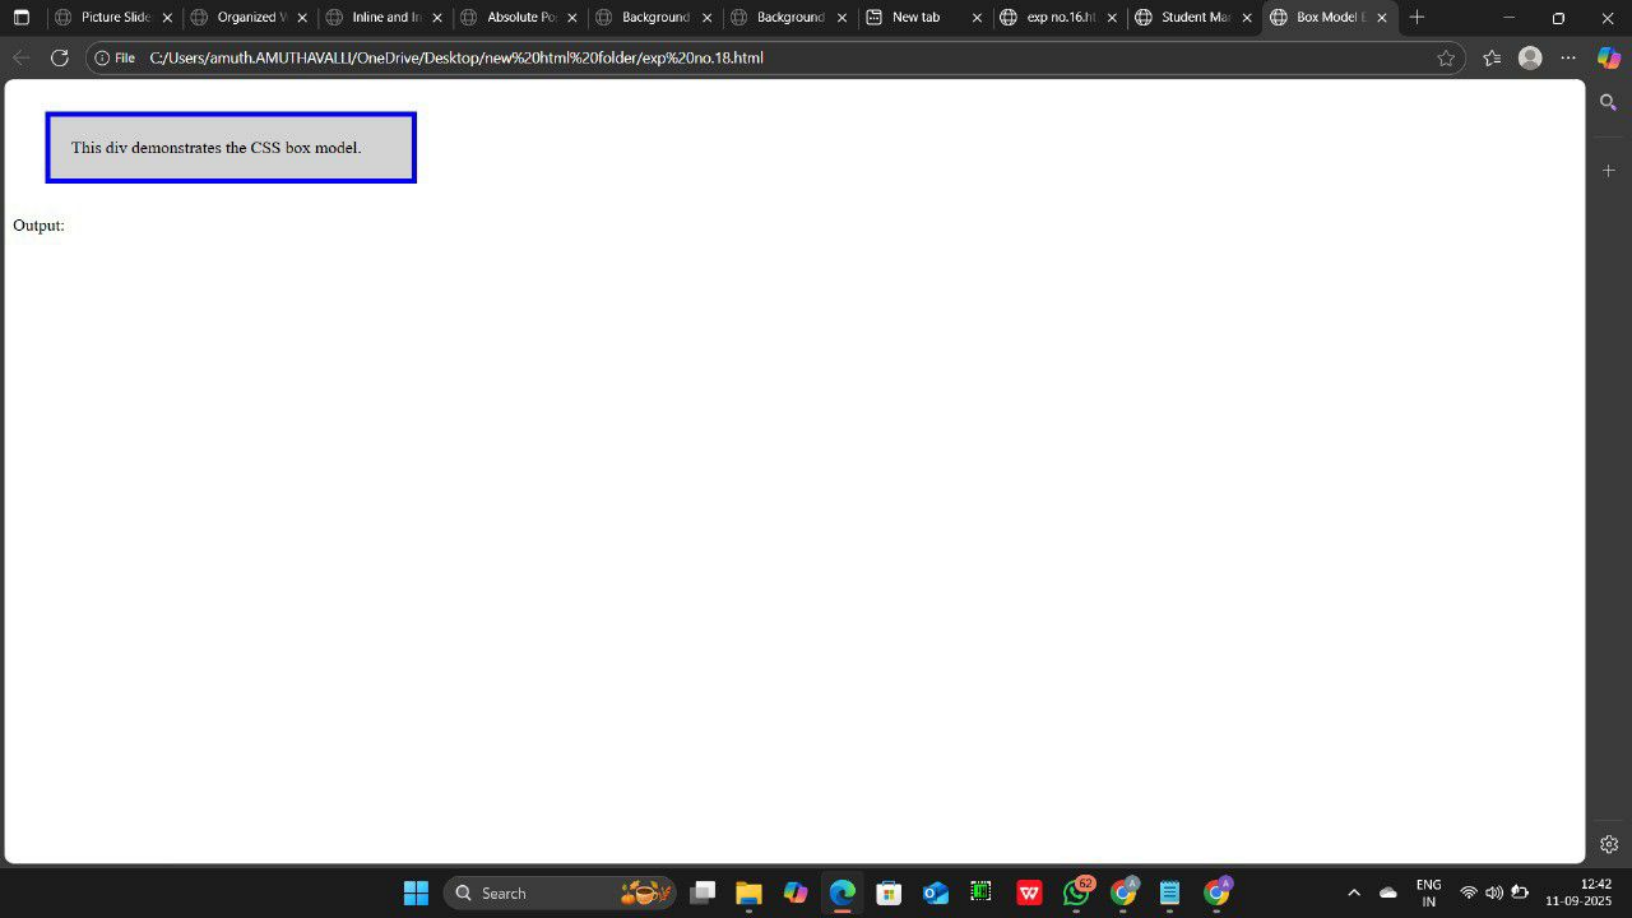 Picture Slide
Organized
Inline and In
Absolute Po
Background
Background
New tab
exp no.16.ht
Student Ma
Box Model E
File C:/Users/amuth.AMUTHAVALLI/OneDrive/Desktop/new%20html%20folder/exp%20no.18.html
This div demonstrates the CSS box model.
Output:
Search
62
A
A
ENG
IN
12:42
11-09-2025